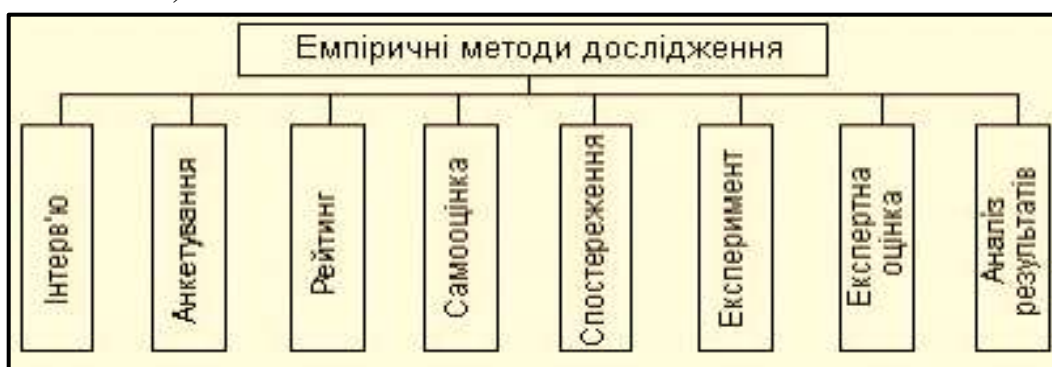 Емпіричні методи дослідження
Інтерв'ю
Анкетування
Рейтинг
Самооцінка
Спостереження
Експеримент
Експертна
оцінка
Аналіз
результатів